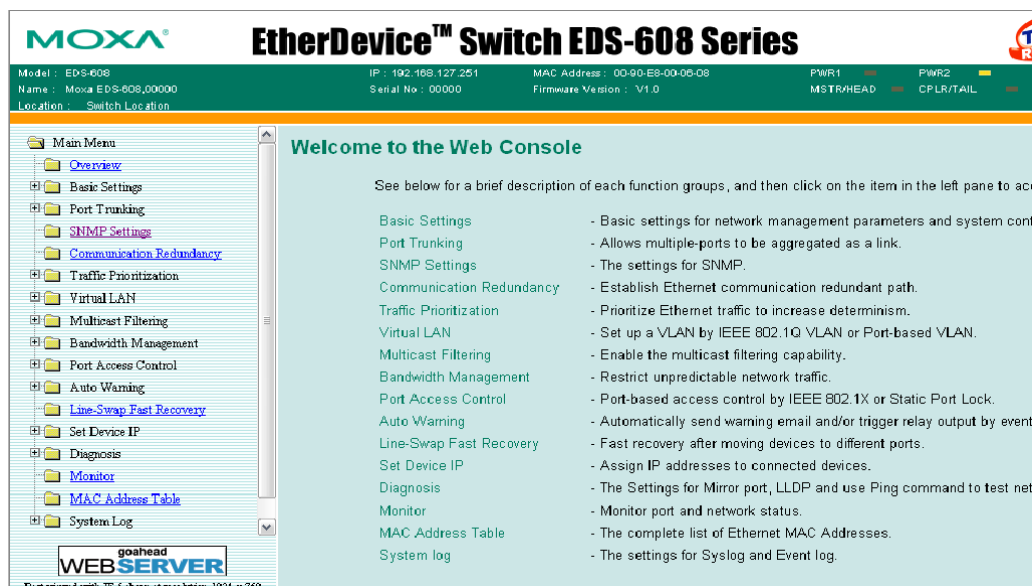 MOXA®
EtherDevice™ Switch EDS-608 Series
Model : EDS-608
IP : 192.168.127.251
MAC Address : 00-90-E8-00-06-08
PWR1
PWR2
Name : Moxa EDS-608,00000
Serial No : 00000
Firmware Version : V1.0
MSTR/HEAD
CPLR/TAIL
Location : Switch Location
Main Menu
Overview
Basic Settings
Port Trunking
SNMP Settings
Communication Redundancy
Traffic Prioritization
Virtual LAN
Multicast Filtering
Bandwidth Management
Port Access Control
Auto Warning
Line-Swap Fast Recovery
Set Device IP
Diagnosis
Monitor
MAC Address Table
System Log
goahead
WEBSERVER
Welcome to the Web Console
See below for a brief description of each function groups, and then click on the item in the left pane to
Basic Settings - Basic settings for network management parameters and system
Port Trunking - Allows multiple-ports to be aggregated as a link.
SNMP Settings - The settings for SNMP.
Communication Redundancy - Establish Ethernet communication redundant path.
Traffic Prioritization - Prioritize Ethernet traffic to increase determinism.
Virtual LAN - Set up a VLAN by IEEE 802.1Q VLAN or Port-based VLAN.
Multicast Filtering - Enable the multicast filtering capability.
Bandwidth Management - Restrict unpredictable network traffic.
Port Access Control - Port-based access control by IEEE 802.1X or Static Port Lock.
Auto Warning - Automatically send warning email and/or trigger relay output by event
Line-Swap Fast Recovery - Fast recovery after moving devices to different ports.
Set Device IP - Assign IP addresses to connected devices.
Diagnosis - The Settings for Mirror port, LLDP and use Ping command to test
Monitor - Monitor port and network status.
MAC Address Table - The complete list of Ethernet MAC Addresses.
System log - The settings for Syslog and Event log.